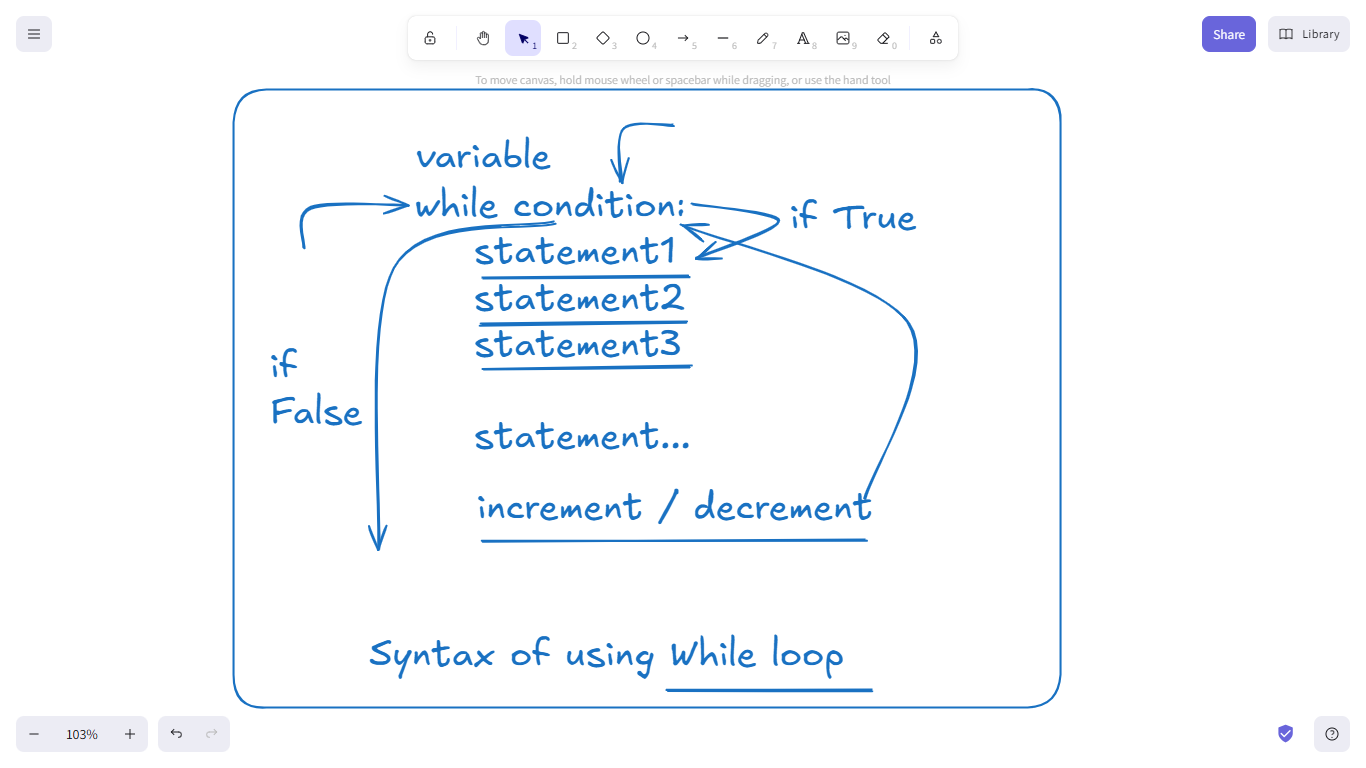 1
2
3
4
5
6
7
8
9
0
Share
Library
To move canvas, hold mouse wheel or spacebar while dragging, or use the hand tool
variable
while condition:
if True
statement1
statement2
statement3
if
False
statement...
increment / decrement
Syntax of using While loop
103%